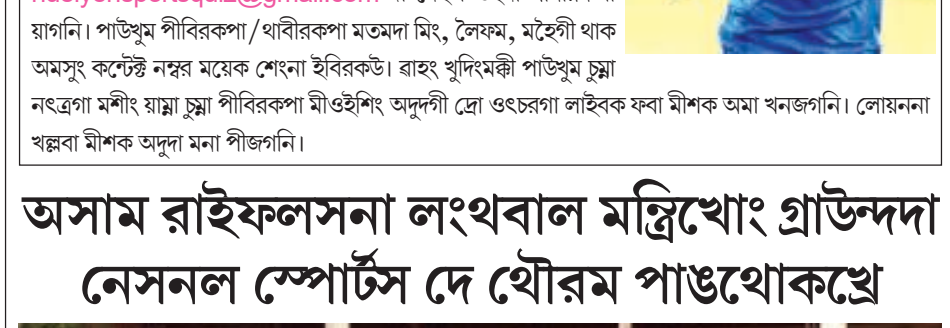 য়াগনি। পাউখুম পীবিরকপা/থাবীরকপা মতমদা মিং, লৈফম, মহৈগী থাক
অমসুং কন্টেক্ট নম্বর ময়েক শেংনা ইবিরকউ। ৱাহং খুদিংমক্কী পাউখুম চুম্না
নৎত্রগা মশীং য়াম্না চুম্না পীবিরকপা মীওইশিং অদুদগী দ্রো ওৎচরগা লাইবক ফবা মীশক অমা খনজগনি। লোয়ননা
খল্লবা মীশক অদুদা মনা পীজগনি।
অসাম রাইফলসনা লংথবাল মন্ত্রিখোং গ্রাউন্দদা
নেসনল স্পোর্টস দে থৌরম পাঙথোকখ্রে